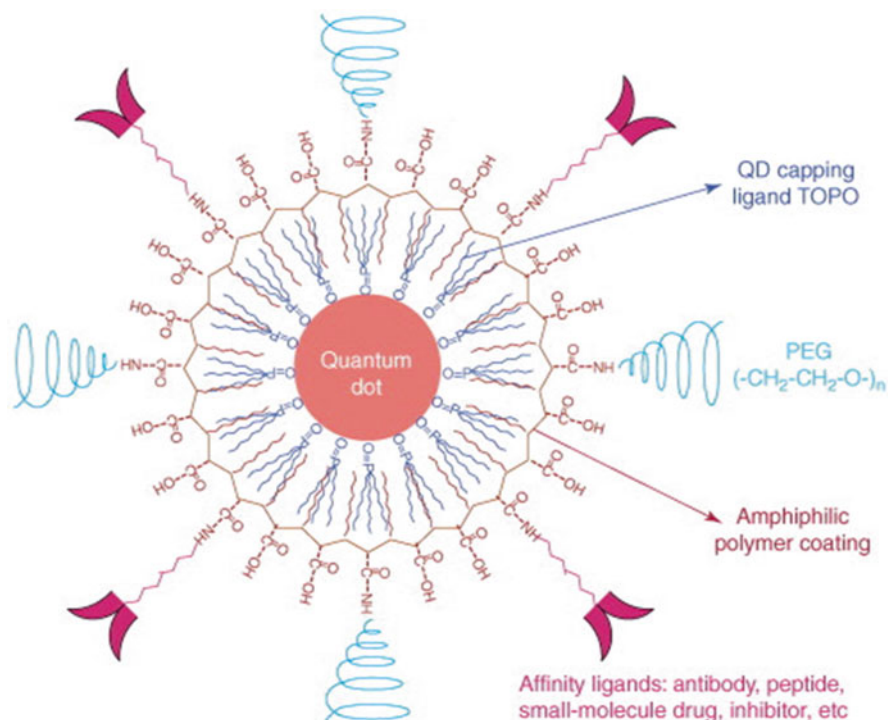 QD capping
ligand TOPO
Quantum
dot
PEG
(-CH₂-CH₂-O-)ₙ
Amphiphilic
polymer coating
Affinity ligands: antibody, peptide,
small-molecule drug, inhibitor, etc